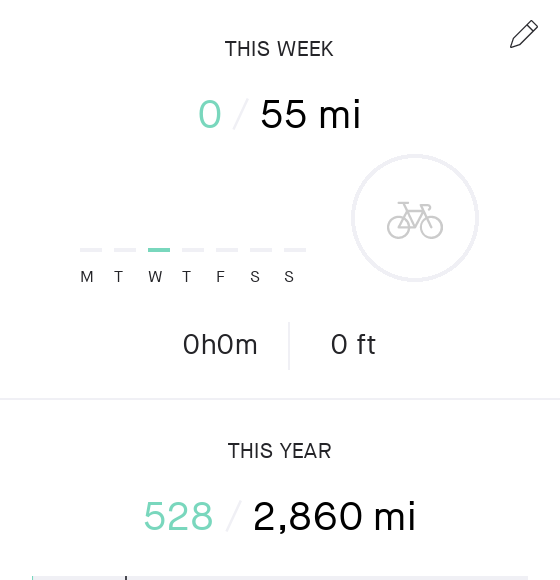 THIS WEEK
0 / 55 mi
M T W T F S S
0h0m 0 ft
THIS YEAR
528 / 2,860 mi